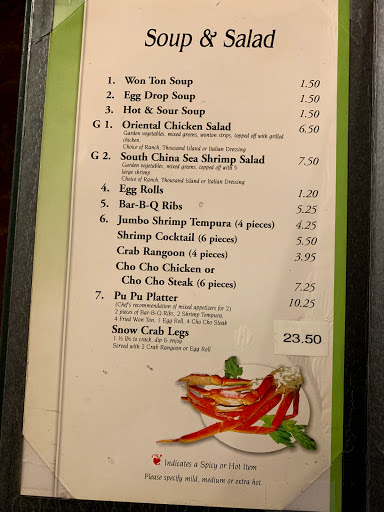 Soup & Salad
1. Won Ton Soup 1.50
2. Egg Drop Soup 1.50
3. Hot & Sour Soup 1.50
G 1. Oriental Chicken Salad 6.50
Garden vegetables, mixed greens, wonton strips, topped off with grilled
chicken.
Choice of Ranch, Thousand Island or Italian Dressing
G 2. South China Sea Shrimp Salad 7.50
Garden vegetables, mixed greens, topped off with 5
large shrimp.
Choice of Ranch, Thousand Island or Italian Dressing
4. Egg Rolls 1.20
5. Bar-B-Q Ribs 5.25
6. Jumbo Shrimp Tempura (4 pieces) 4.25
Shrimp Cocktail (6 pieces) 5.50
Crab Rangoon (4 pieces) 3.95
Cho Cho Chicken or
Cho Cho Steak (6 pieces) 7.25
7. Pu Pu Platter 10.25
(Chef's recommendation of mixed appetizers for 2)
2 pieces of Bar-B-Q Ribs, 2 Shrimp Tempura,
4 Fried Won Ton, 1 Egg Roll, 4 Cho Cho Steak
Snow Crab Legs 23.50
1 ½ lbs to crack, dip & enjoy
Served with 2 Crab Rangoon or Egg Roll
Indicates a Spicy or Hot Item
Please specify mild, medium or extra hot.